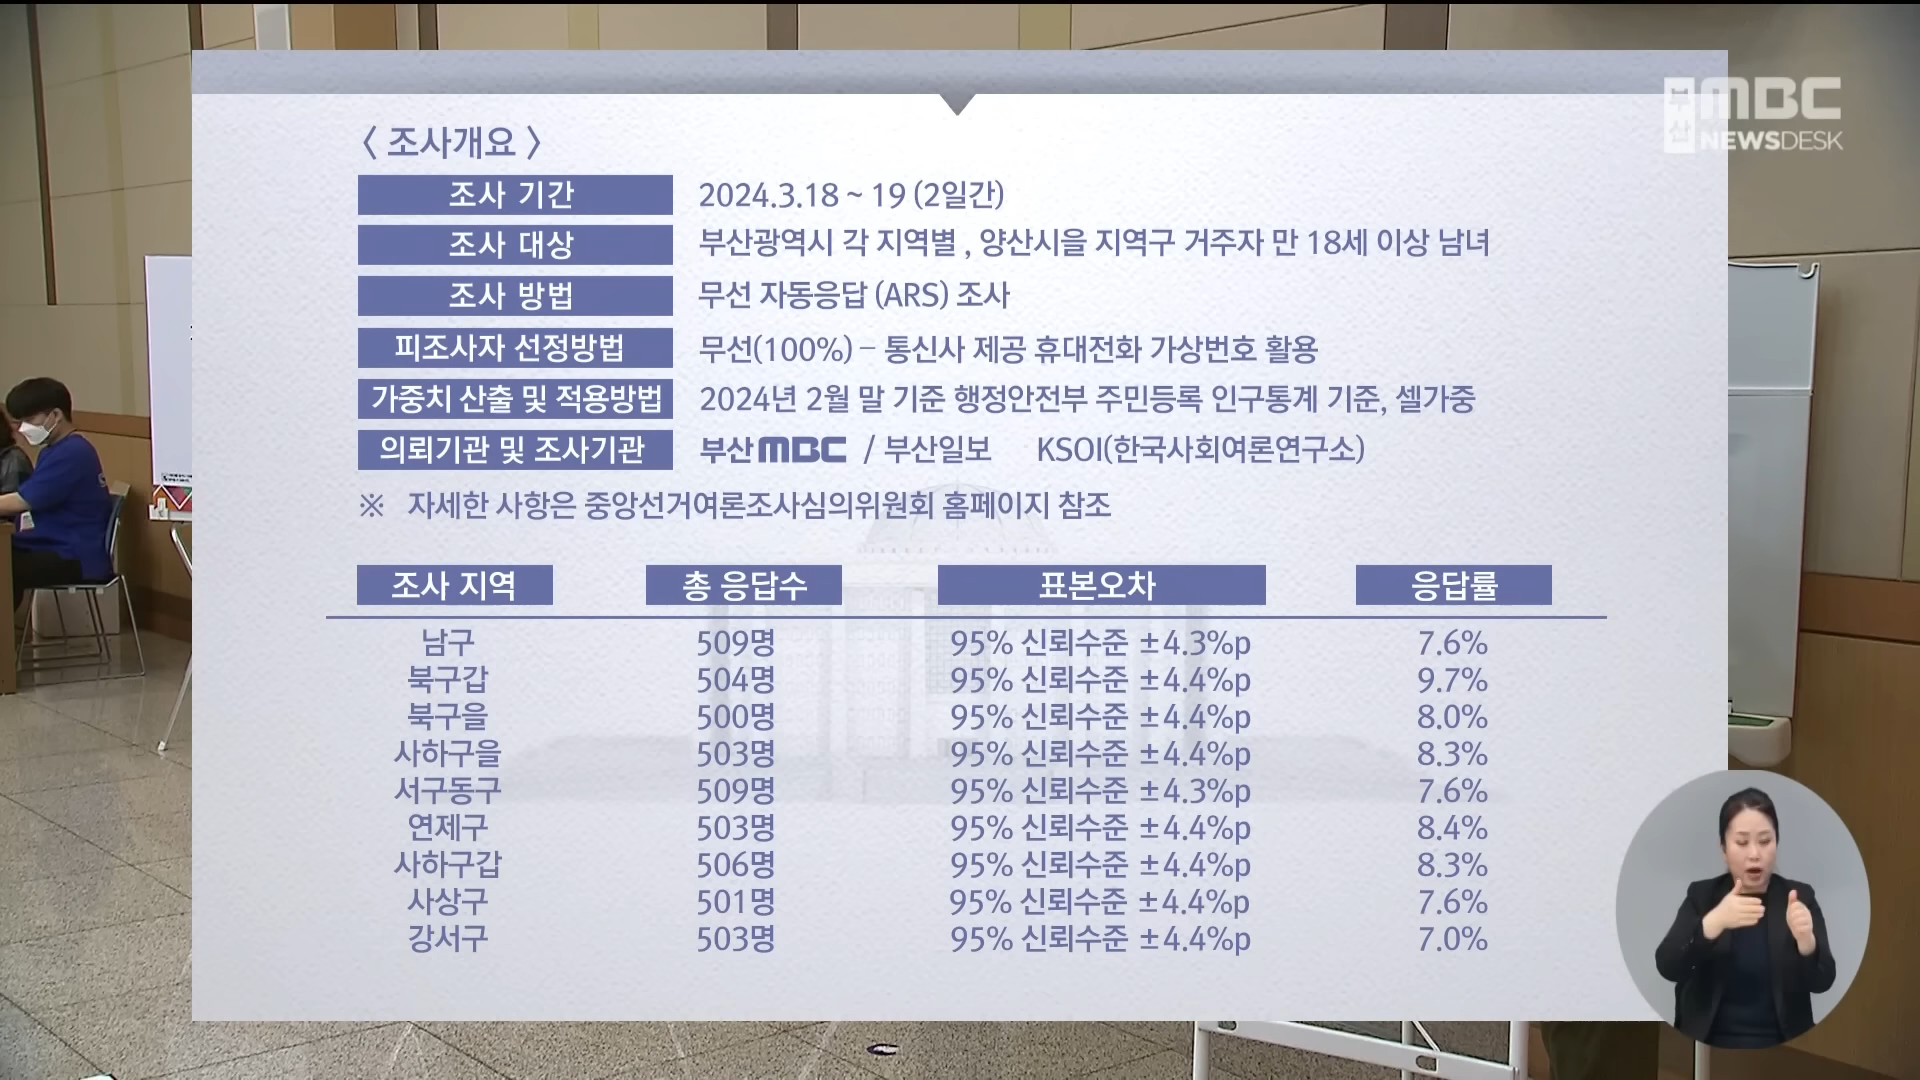 부산 MBC
NEWSDESK
< 조사개요 >
조사 기간 2024.3.18 ~ 19 (2일간)
조사 대상 부산광역시 각 지역별 , 양산시을 지역구 거주자 만 18세 이상 남녀
조사 방법 무선 자동응답 (ARS) 조사
피조사자 선정방법 무선(100%) – 통신사 제공 휴대전화 가상번호 활용
가중치 산출 및 적용방법 2024년 2월 말 기준 행정안전부 주민등록 인구통계 기준, 셀가중
의뢰기관 및 조사기관 부산MBC / 부산일보 KSOI(한국사회여론연구소)
※ 자세한 사항은 중앙선거여론조사심의위원회 홈페이지 참조
조사 지역 총 응답수 표본오차 응답률
남구 509명 95% 신뢰수준 ±4.3%p 7.6%
북구갑 504명 95% 신뢰수준 ±4.4%p 9.7%
북구을 500명 95% 신뢰수준 ±4.4%p 8.0%
사하구을 503명 95% 신뢰수준 ±4.4%p 8.3%
서구동구 509명 95% 신뢰수준 ±4.3%p 7.6%
연제구 503명 95% 신뢰수준 ±4.4%p 8.4%
사하구갑 506명 95% 신뢰수준 ±4.4%p 8.3%
사상구 501명 95% 신뢰수준 ±4.4%p 7.6%
강서구 503명 95% 신뢰수준 ±4.4%p 7.0%